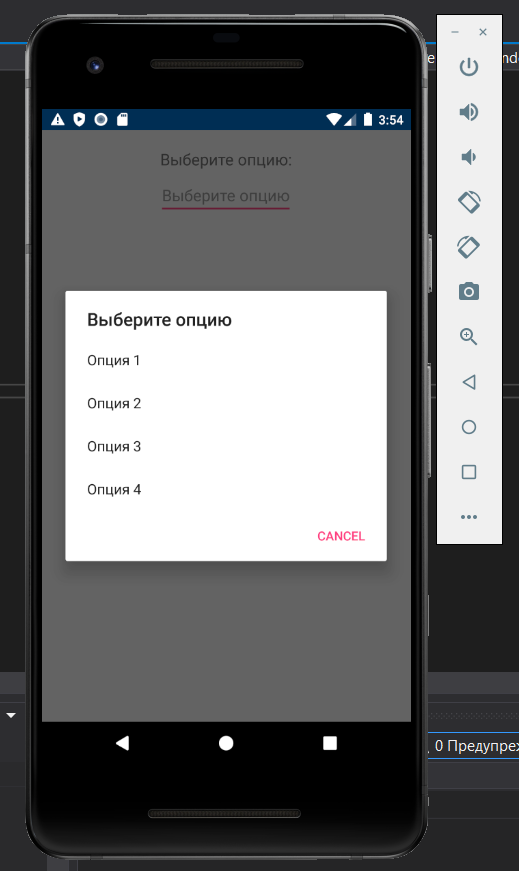 3:54
Выберите опцию:
Выберите опцию
Выберите опцию
Опция 1
Опция 2
Опция 3
Опция 4
CANCEL
0 Предупреж